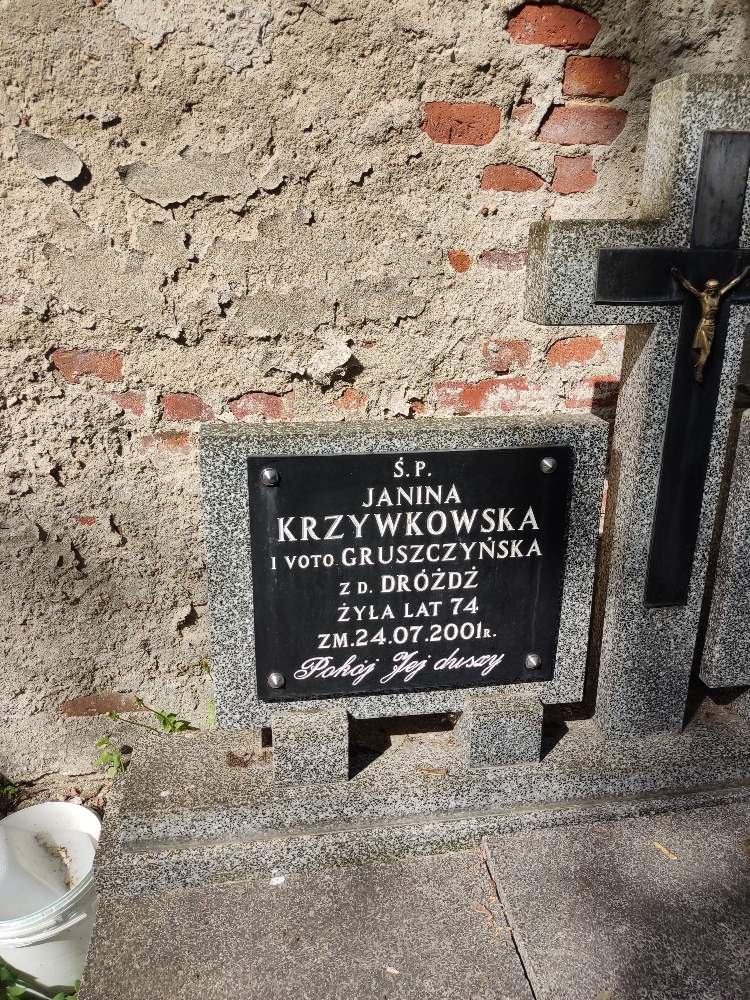 Ś.P.
JANINA
KRZYWKOWSKA
I VOTO GRUSZCZYŃSKA
Z D. DRÓŻDŻ
ŻYŁA LAT 74
ZM.24.07.2001R.
Pokój Jej duszy